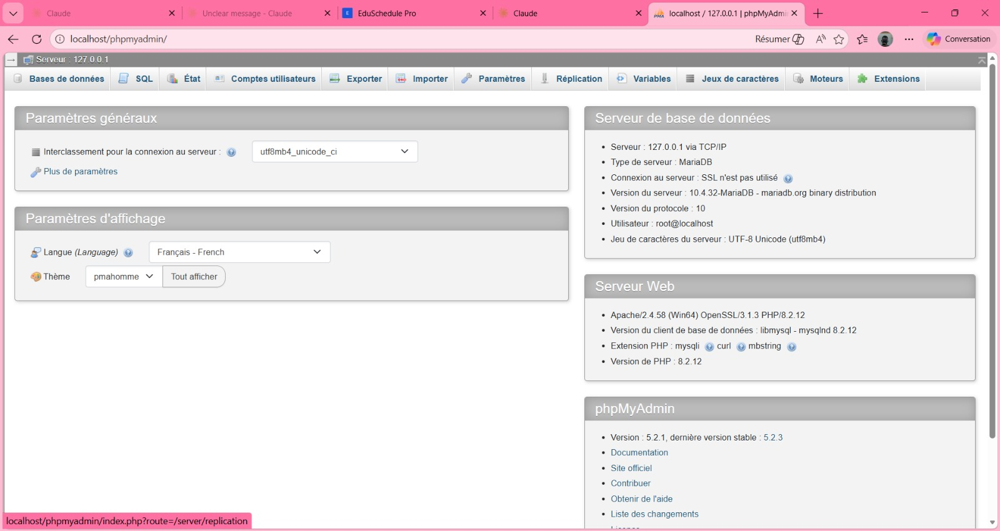 Claude
Unclear message - Claude
EduSchedule Pro
Claude
localhost / 127.0.0.1 | phpMyAdmi
localhost/phpmyadmin/
Résumer
Conversation
Serveur : 127.0.0.1
Bases de données
SQL
État
Comptes utilisateurs
Exporter
Importer
Paramètres
Réplication
Variables
Jeux de caractères
Moteurs
Extensions
Paramètres généraux
Interclassement pour la connexion au serveur :
utf8mb4_unicode_ci
Plus de paramètres
Paramètres d'affichage
Langue (Language)
Français - French
Thème
pmahomme
Tout afficher
Serveur de base de données
Serveur : 127.0.0.1 via TCP/IP
Type de serveur : MariaDB
Connexion au serveur : SSL n'est pas utilisé
Version du serveur : 10.4.32-MariaDB - mariadb.org binary distribution
Version du protocole : 10
Utilisateur : root@localhost
Jeu de caractères du serveur : UTF-8 Unicode (utf8mb4)
Serveur Web
Apache/2.4.58 (Win64) OpenSSL/3.1.3 PHP/8.2.12
Version du client de base de données : libmysql - mysqlnd 8.2.12
Extension PHP : mysqli curl mbstring
Version de PHP : 8.2.12
phpMyAdmin
Version : 5.2.1, dernière version stable : 5.2.3
Documentation
Site officiel
Contribuer
Obtenir de l'aide
Liste des changements
localhost/phpmyadmin/index.php?route=/server/replication